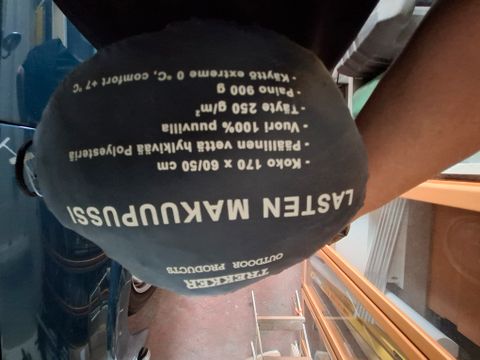 TREKKER
OUTDOOR PRODUCTS
LASTEN MAKUUPUSSI
• Koko 170 x 60/50 cm
• Päällinen vettä hylkivää Polyesteriä
• Vuori 100% puuvilla
• Täyte 250 g/m²
• Paino 900 g
• Käyttö extreme 0 °C, comfort +7 °C